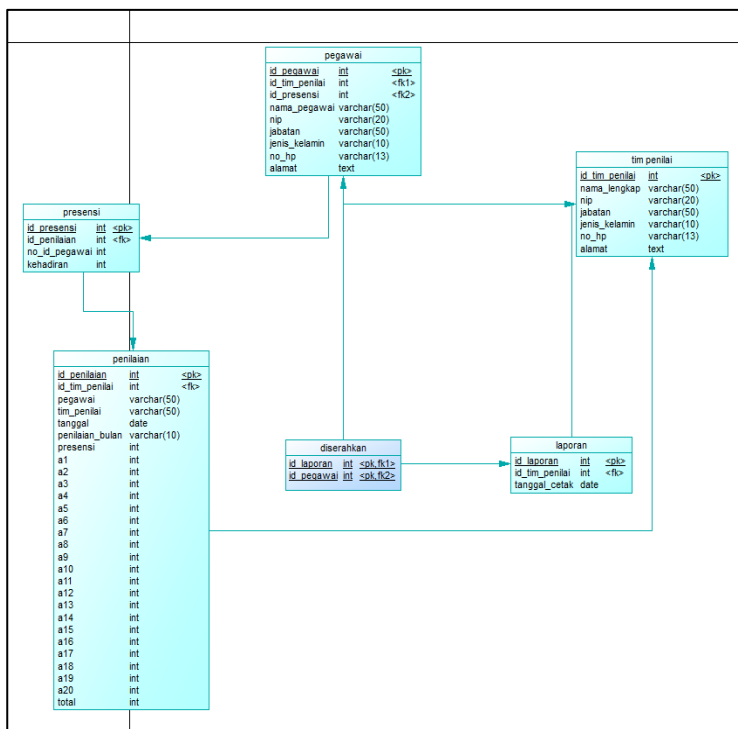 pegawai
id_pegawai int <pk>
id_tim_penilai int <fk1>
id_presensi int <fk2>
nama_pegawai varchar(50)
nip varchar(20)
jabatan varchar(50)
jenis_kelamin varchar(10)
no_hp varchar(13)
alamat text
tim penilai
id_tim_penilai int <pk>
nama_lengkap varchar(50)
nip varchar(20)
jabatan varchar(50)
jenis_kelamin varchar(10)
no_hp varchar(13)
alamat text
presensi
id_presensi int <pk>
id_penilaian int <fk>
no_id_pegawai int
kehadiran int
penilaian
id_penilaian int <pk>
id_tim_penilai int <fk>
pegawai varchar(50)
tim_penilai varchar(50)
tanggal date
penilaian_bulan varchar(10)
presensi int
a1 int
a2 int
a3 int
a4 int
a5 int
a6 int
a7 int
a8 int
a9 int
a10 int
a11 int
a12 int
a13 int
a14 int
a15 int
a16 int
a17 int
a18 int
a19 int
a20 int
total int
diserahkan
id_laporan int <pk,fk1>
id_pegawai int <pk,fk2>
laporan
id_laporan int <pk>
id_tim_penilai int <fk>
tanggal_cetak date